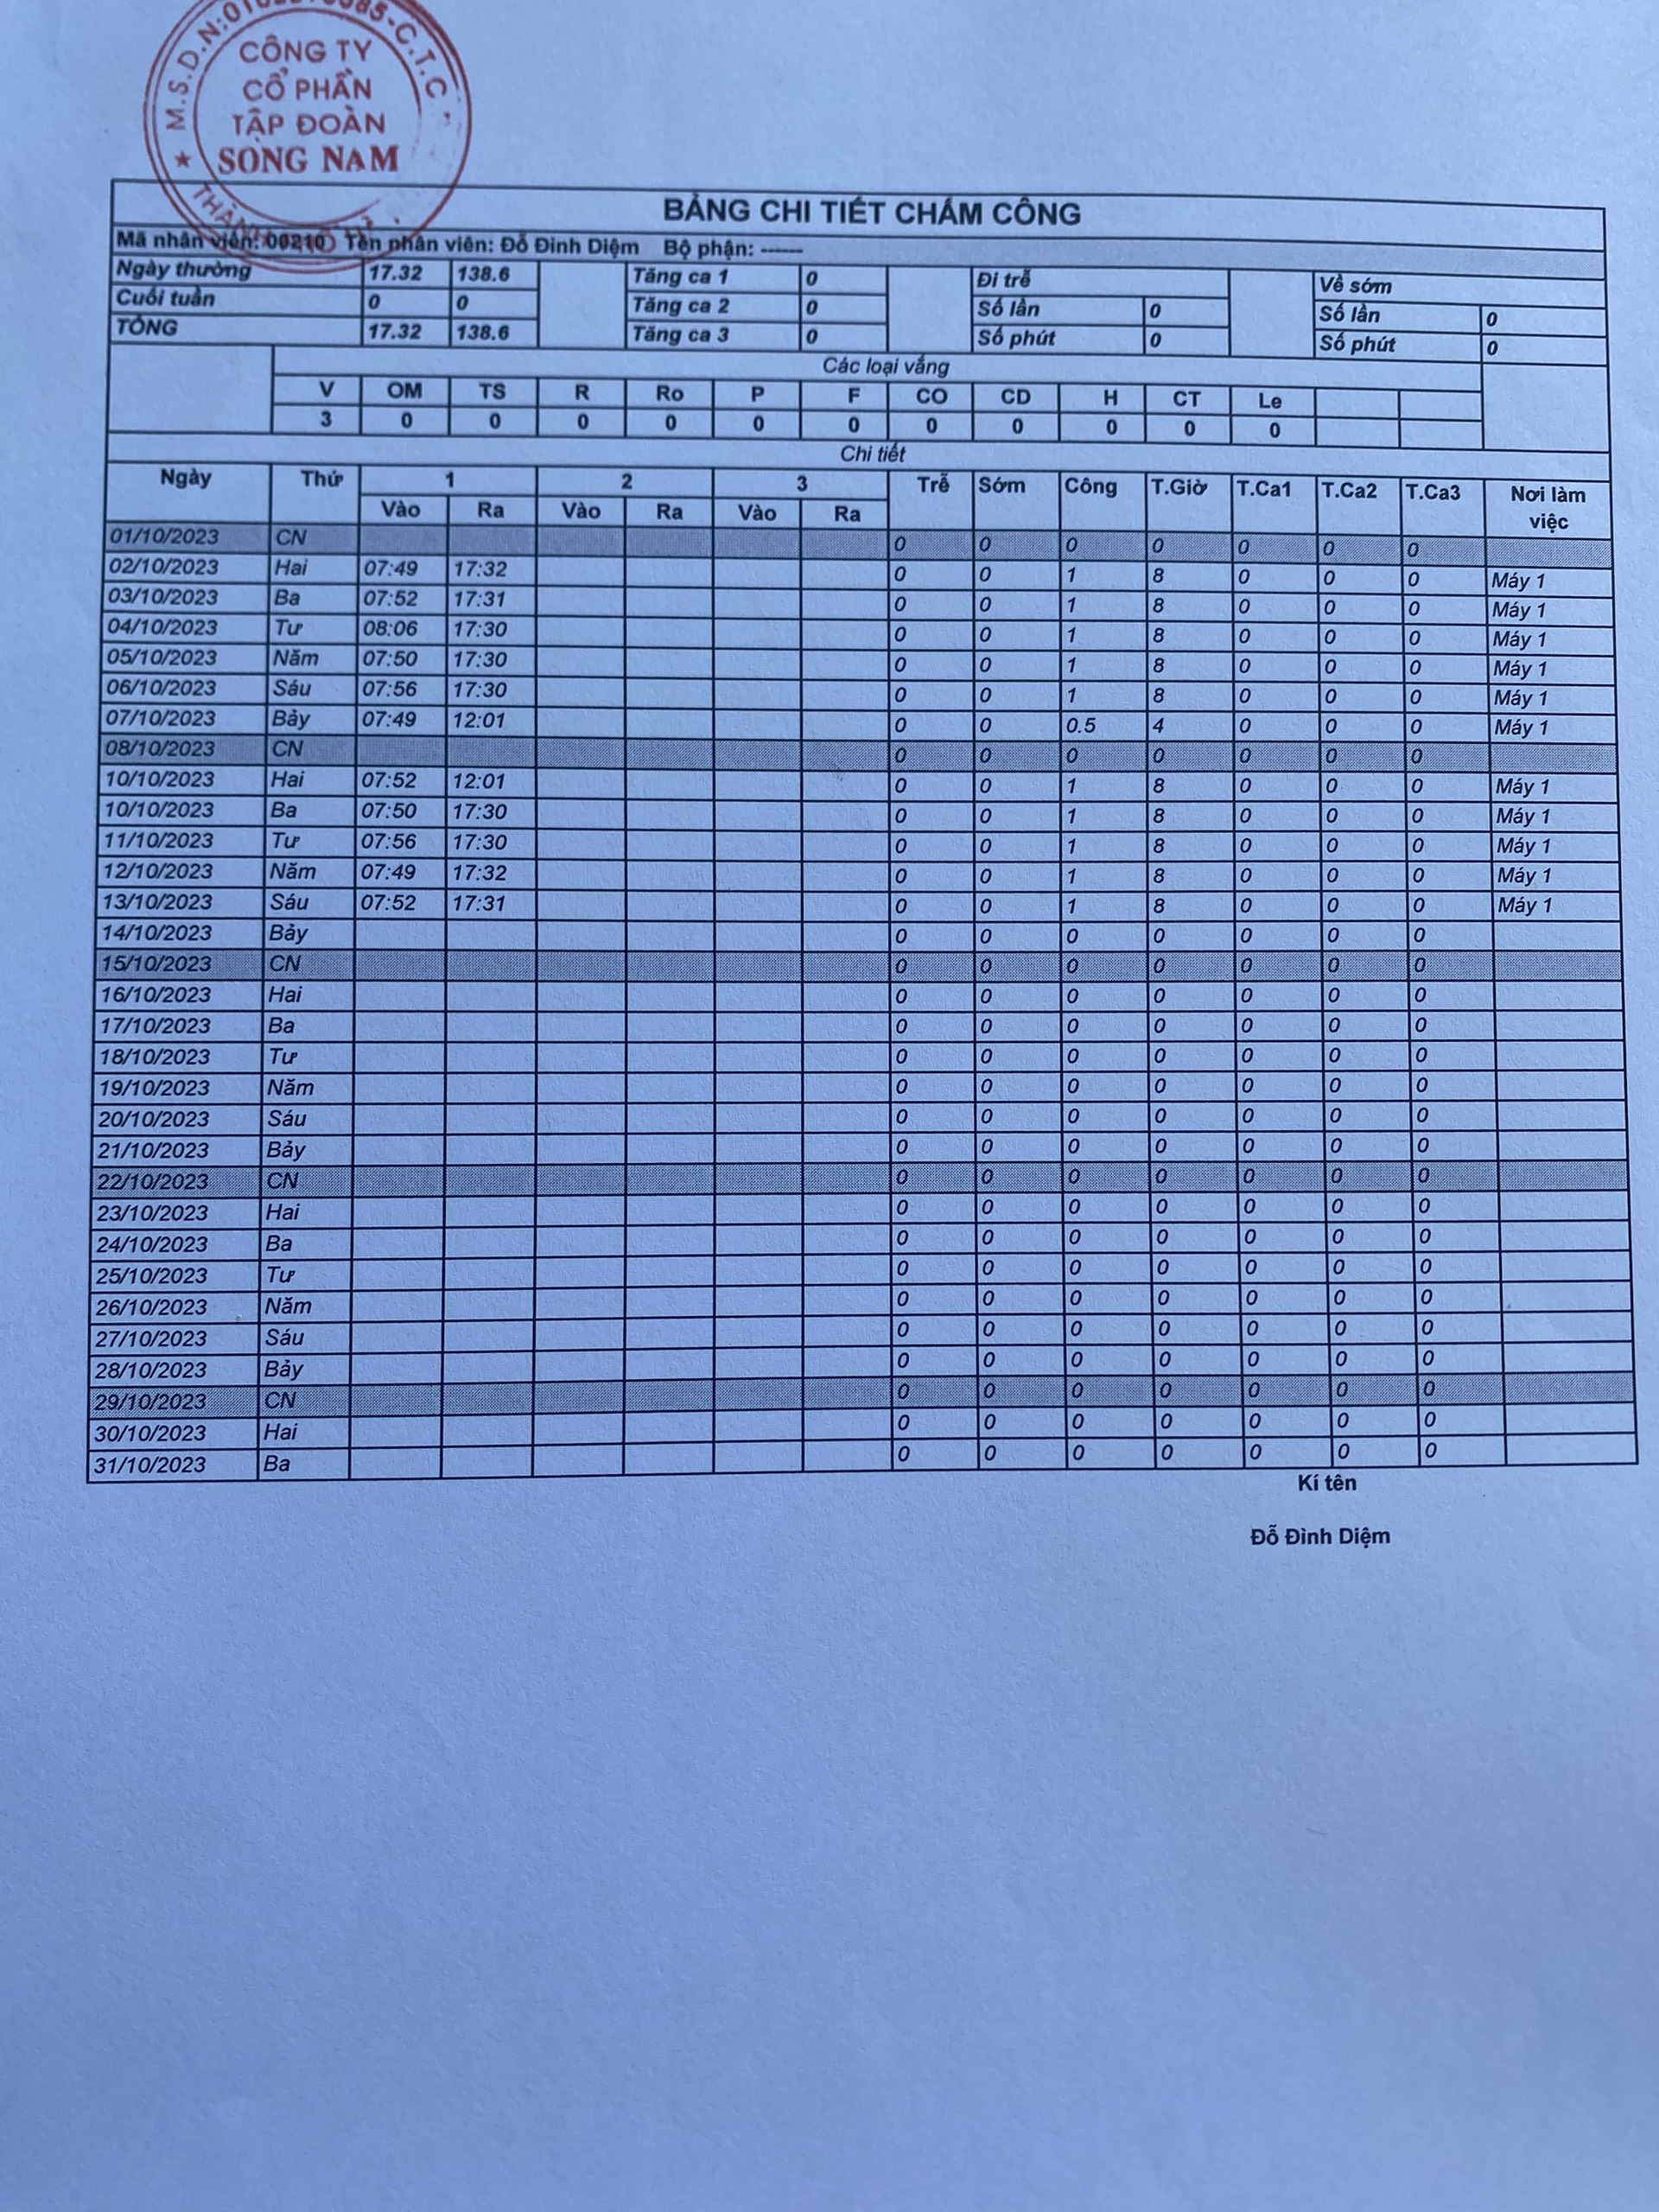 CÔNG TY
CỔ PHẦN
TẬP ĐOÀN
SÔNG NAM
BẢNG CHI TIẾT CHẤM CÔNG
Mã nhân viên: 00210 Tên nhân viên: Đỗ Đình Diệm Bộ phận: ------
Ngày thường 17.32 138.6 Tăng ca 1 0 Đi trễ Về sớm
Cuối tuần 0 0 Tăng ca 2 0 Số lần 0 Số lần 0
TỔNG 17.32 138.6 Tăng ca 3 0 Số phút 0 Số phút 0
Các loại vắng
V OM TS R Ro P F CO CD H CT Le
3 0 0 0 0 0 0 0 0 0 0 0
Chi tiết
Ngày Thứ 1 2 3 Trễ Sớm Công T.Giờ T.Ca1 T.Ca2 T.Ca3 Nơi làm
việc
Vào Ra Vào Ra Vào Ra
01/10/2023 CN 0 0 0 0 0 0 0
02/10/2023 Hai 07:49 17:32 0 0 1 8 0 0 0 Máy 1
03/10/2023 Ba 07:52 17:31 0 0 1 8 0 0 0 Máy 1
04/10/2023 Tư 08:06 17:30 0 0 1 8 0 0 0 Máy 1
05/10/2023 Năm 07:50 17:30 0 0 1 8 0 0 0 Máy 1
06/10/2023 Sáu 07:56 17:30 0 0 1 8 0 0 0 Máy 1
07/10/2023 Bảy 07:49 12:01 0 0 0.5 4 0 0 0 Máy 1
08/10/2023 CN 0 0 0 0 0 0 0
10/10/2023 Hai 07:52 12:01 0 0 1 8 0 0 0 Máy 1
10/10/2023 Ba 07:50 17:30 0 0 1 8 0 0 0 Máy 1
11/10/2023 Tư 07:56 17:30 0 0 1 8 0 0 0 Máy 1
12/10/2023 Năm 07:49 17:32 0 0 1 8 0 0 0 Máy 1
13/10/2023 Sáu 07:52 17:31 0 0 1 8 0 0 0 Máy 1
14/10/2023 Bảy 0 0 0 0 0 0 0
15/10/2023 CN 0 0 0 0 0 0 0
16/10/2023 Hai 0 0 0 0 0 0 0
17/10/2023 Ba 0 0 0 0 0 0 0
18/10/2023 Tư 0 0 0 0 0 0 0
19/10/2023 Năm 0 0 0 0 0 0 0
20/10/2023 Sáu 0 0 0 0 0 0 0
21/10/2023 Bảy 0 0 0 0 0 0 0
22/10/2023 CN 0 0 0 0 0 0 0
23/10/2023 Hai 0 0 0 0 0 0 0
24/10/2023 Ba 0 0 0 0 0 0 0
25/10/2023 Tư 0 0 0 0 0 0 0
26/10/2023 Năm 0 0 0 0 0 0 0
27/10/2023 Sáu 0 0 0 0 0 0 0
28/10/2023 Bảy 0 0 0 0 0 0 0
29/10/2023 CN 0 0 0 0 0 0 0
30/10/2023 Hai 0 0 0 0 0 0 0
31/10/2023 Ba 0 0 0 0 0 0 0
Kí tên
Đỗ Đình Diệm